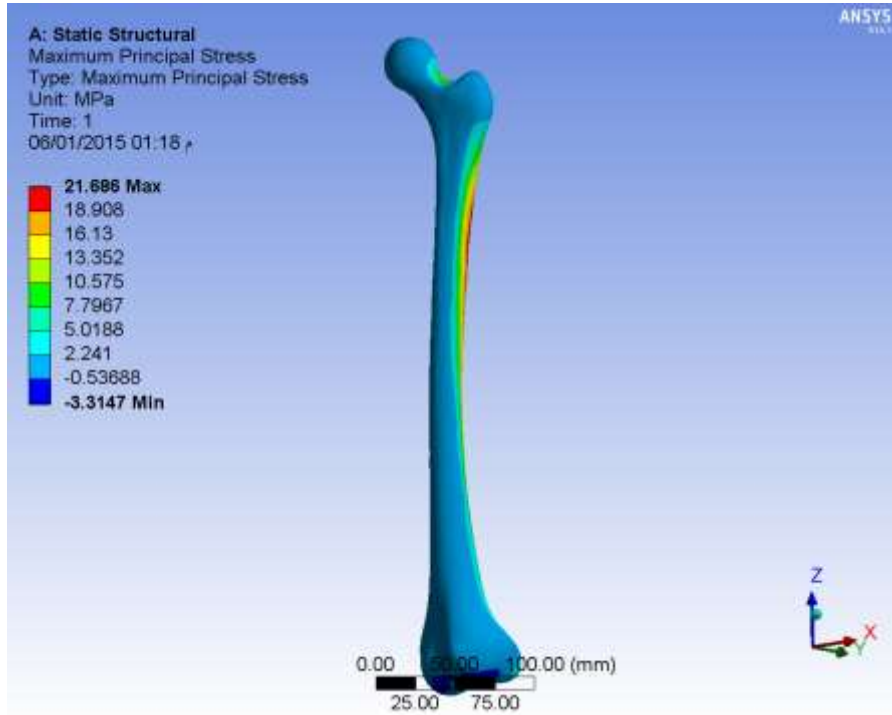 ANSYS
A: Static Structural
Maximum Principal Stress
Type: Maximum Principal Stress
Unit: MPa
Time: 1
06/01/2015 01:18 م
21.686 Max
18.908
16.13
13.352
10.575
7.7967
5.0188
2.241
-0.53688
-3.3147 Min
0.00 50.00 100.00 (mm)
25.00 75.00
Z
X
Y